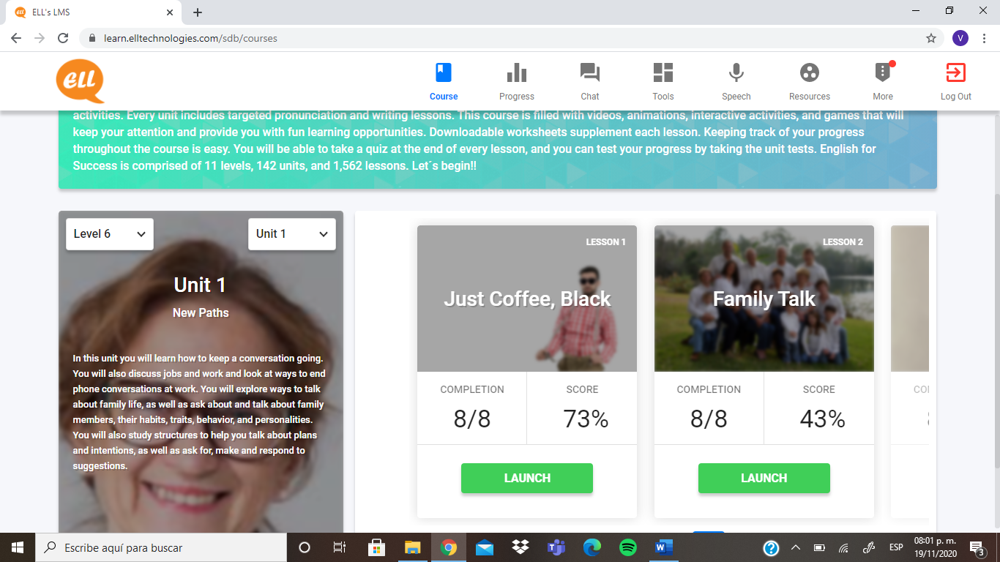 ELL's LMS
learn.elltechnologies.com/sdb/courses
V
ell
Course
Progress
Chat
Tools
Speech
Resources
More
Log Out
activities. Every unit includes targeted pronunciation and writing lessons. This course is filled with videos, animations, interactive activities, and games that will
keep your attention and provide you with fun learning opportunities. Downloadable worksheets supplement each lesson. Keeping track of your progress
throughout the course is easy. You will be able to take a quiz at the end of every lesson, and you can test your progress by taking the unit tests. English for
Success is comprised of 11 levels, 142 units, and 1,562 lessons. Let´s begin!!
Level 6
Unit 1
Unit 1
New Paths
In this unit you will learn how to keep a conversation going.
You will also discuss jobs and work and look at ways to end
phone conversations at work. You will explore ways to talk
about family life, as well as ask about and talk about family
members, their habits, traits, behavior, and personalities.
You will also study structures to help you talk about plans
and intentions, as well as ask for, make and respond to
suggestions.
LESSON 1
Just Coffee, Black
COMPLETION
SCORE
8/8
73%
LAUNCH
LESSON 2
Family Talk
COMPLETION
SCORE
8/8
43%
LAUNCH
Escribe aquí para buscar
ESP
08:01 p. m.
19/11/2020
3